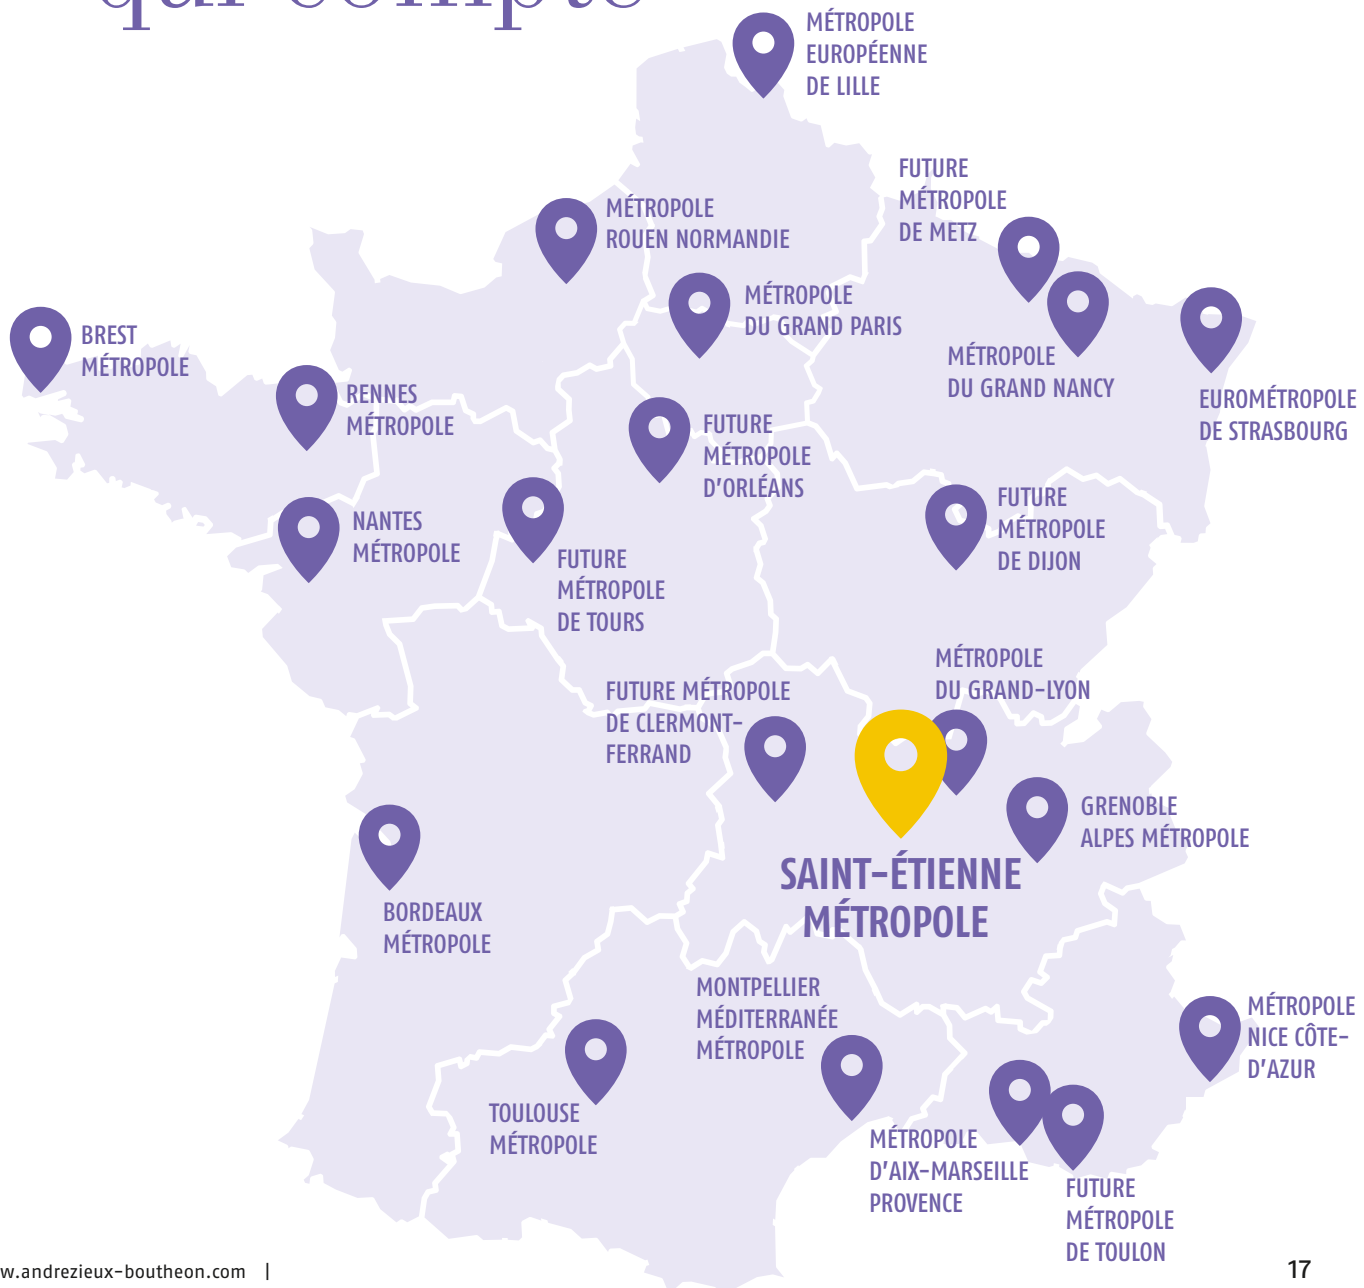 qui compte
MÉTROPOLE
EUROPÉENNE
DE LILLE
FUTURE
MÉTROPOLE
DE METZ
MÉTROPOLE
ROUEN NORMANDIE
MÉTROPOLE
DU GRAND PARIS
BREST
MÉTROPOLE
MÉTROPOLE
DU GRAND NANCY
RENNES
MÉTROPOLE
EUROMÉTROPOLE
DE STRASBOURG
FUTURE
MÉTROPOLE
D'ORLÉANS
FUTURE
MÉTROPOLE
DE DIJON
NANTES
MÉTROPOLE
FUTURE
MÉTROPOLE
DE TOURS
MÉTROPOLE
DU GRAND-LYON
FUTURE MÉTROPOLE
DE CLERMONT-
FERRAND
GRENOBLE
ALPES MÉTROPOLE
SAINT-ÉTIENNE
MÉTROPOLE
BORDEAUX
MÉTROPOLE
MONTPELLIER
MÉDITERRANÉE
MÉTROPOLE
MÉTROPOLE
NICE CÔTE-
D'AZUR
TOULOUSE
MÉTROPOLE
MÉTROPOLE
D'AIX-MARSEILLE
PROVENCE
FUTURE
MÉTROPOLE
DE TOULON
w.andrezieux-boutheon.com |
17